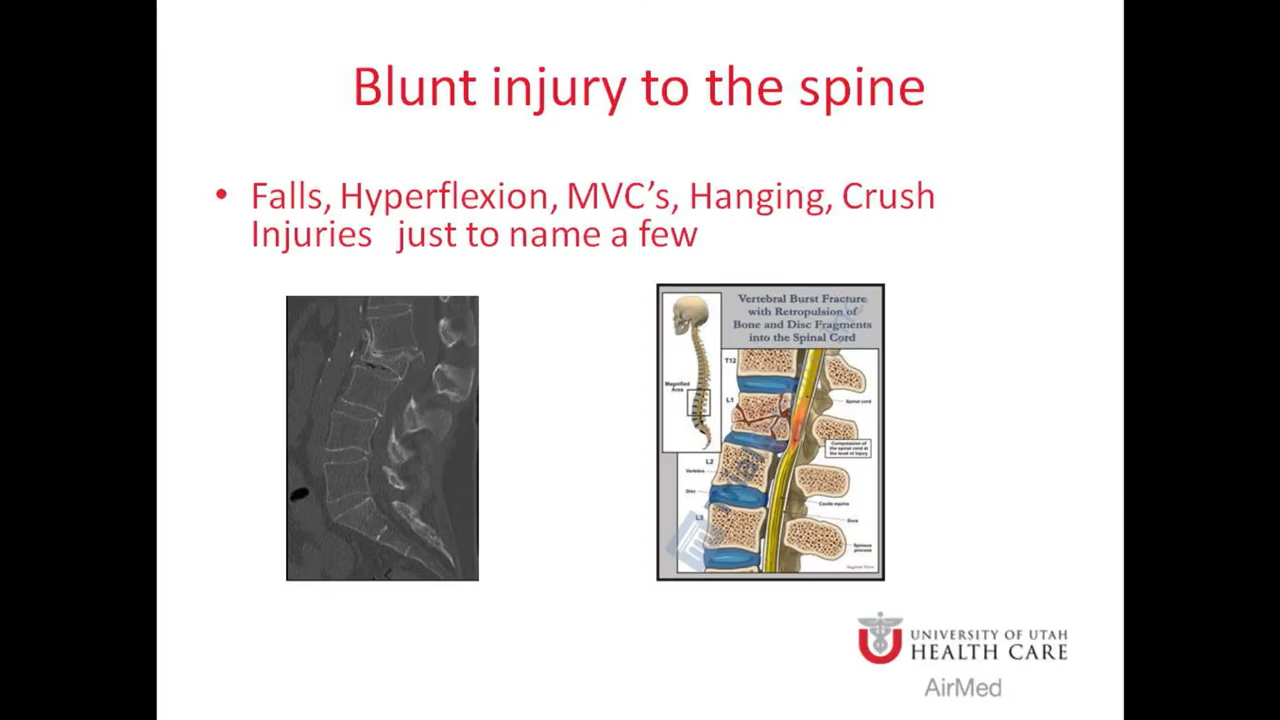 Blunt injury to the spine
• Falls, Hyperflexion, MVC's, Hanging, Crush
Injuries just to name a few
Vertebral Burst Fracture
with Retropulsion of
Bone and Disc Fragments
into the Spinal Cord
Magnified
Area
T12
L1
Spinal cord
Compression of
the spinal cord at
the level of injury
L2
Vertebra
Disc
Cauda equina
L3
Dura
Spinous
process
Sagittal View
UNIVERSITY OF UTAH
HEALTH CARE
AirMed